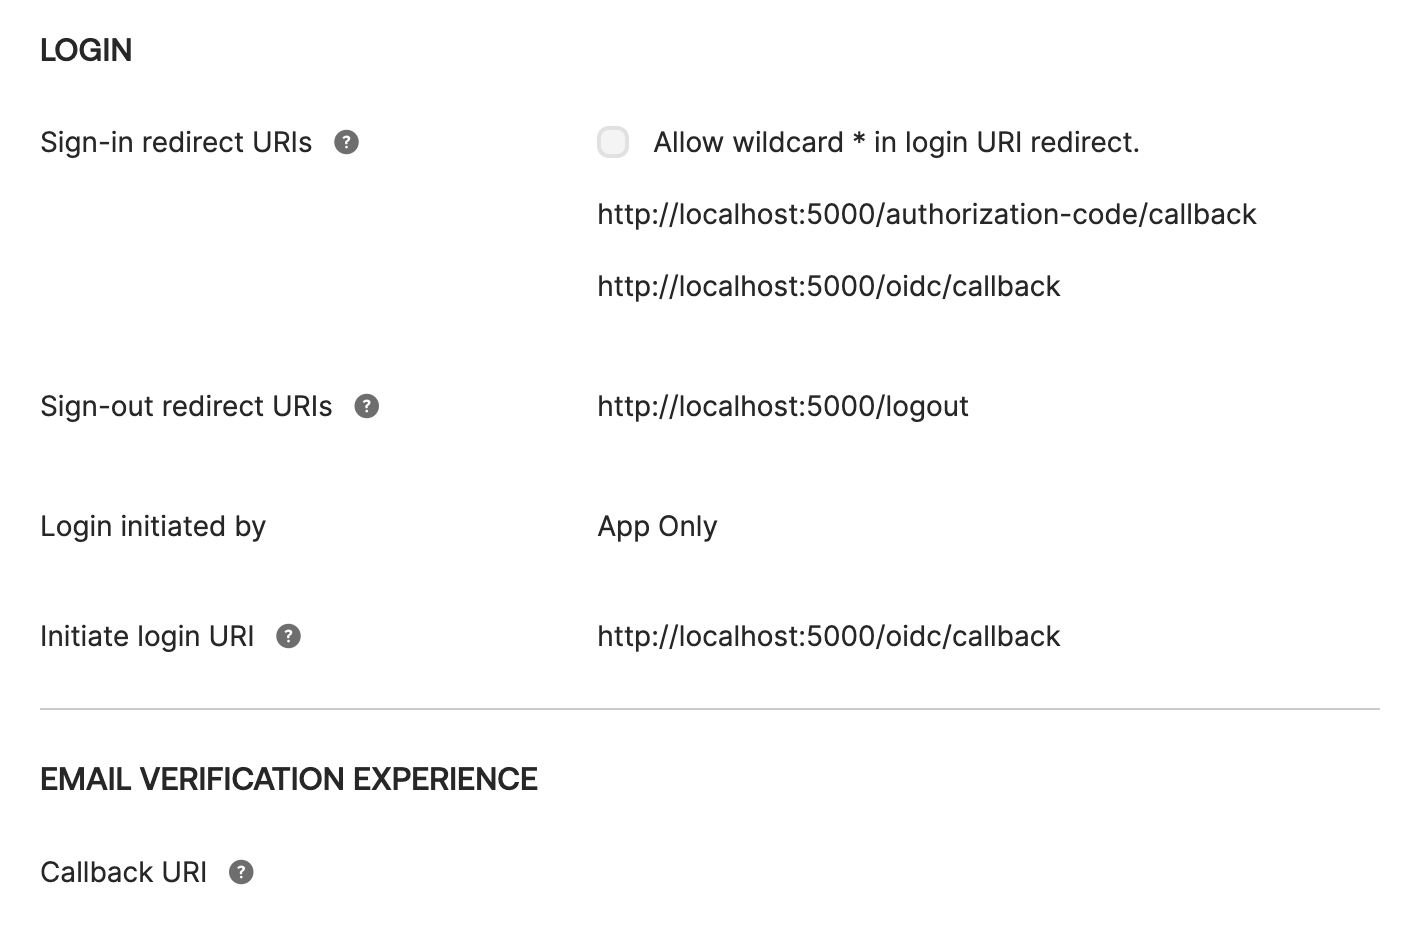 LOGIN
Sign-in redirect URIs ? Allow wildcard * in login URI redirect.
http://localhost:5000/authorization-code/callback
http://localhost:5000/oidc/callback
Sign-out redirect URIs ? http://localhost:5000/logout
Login initiated by App Only
Initiate login URI ? http://localhost:5000/oidc/callback
EMAIL VERIFICATION EXPERIENCE
Callback URI ?